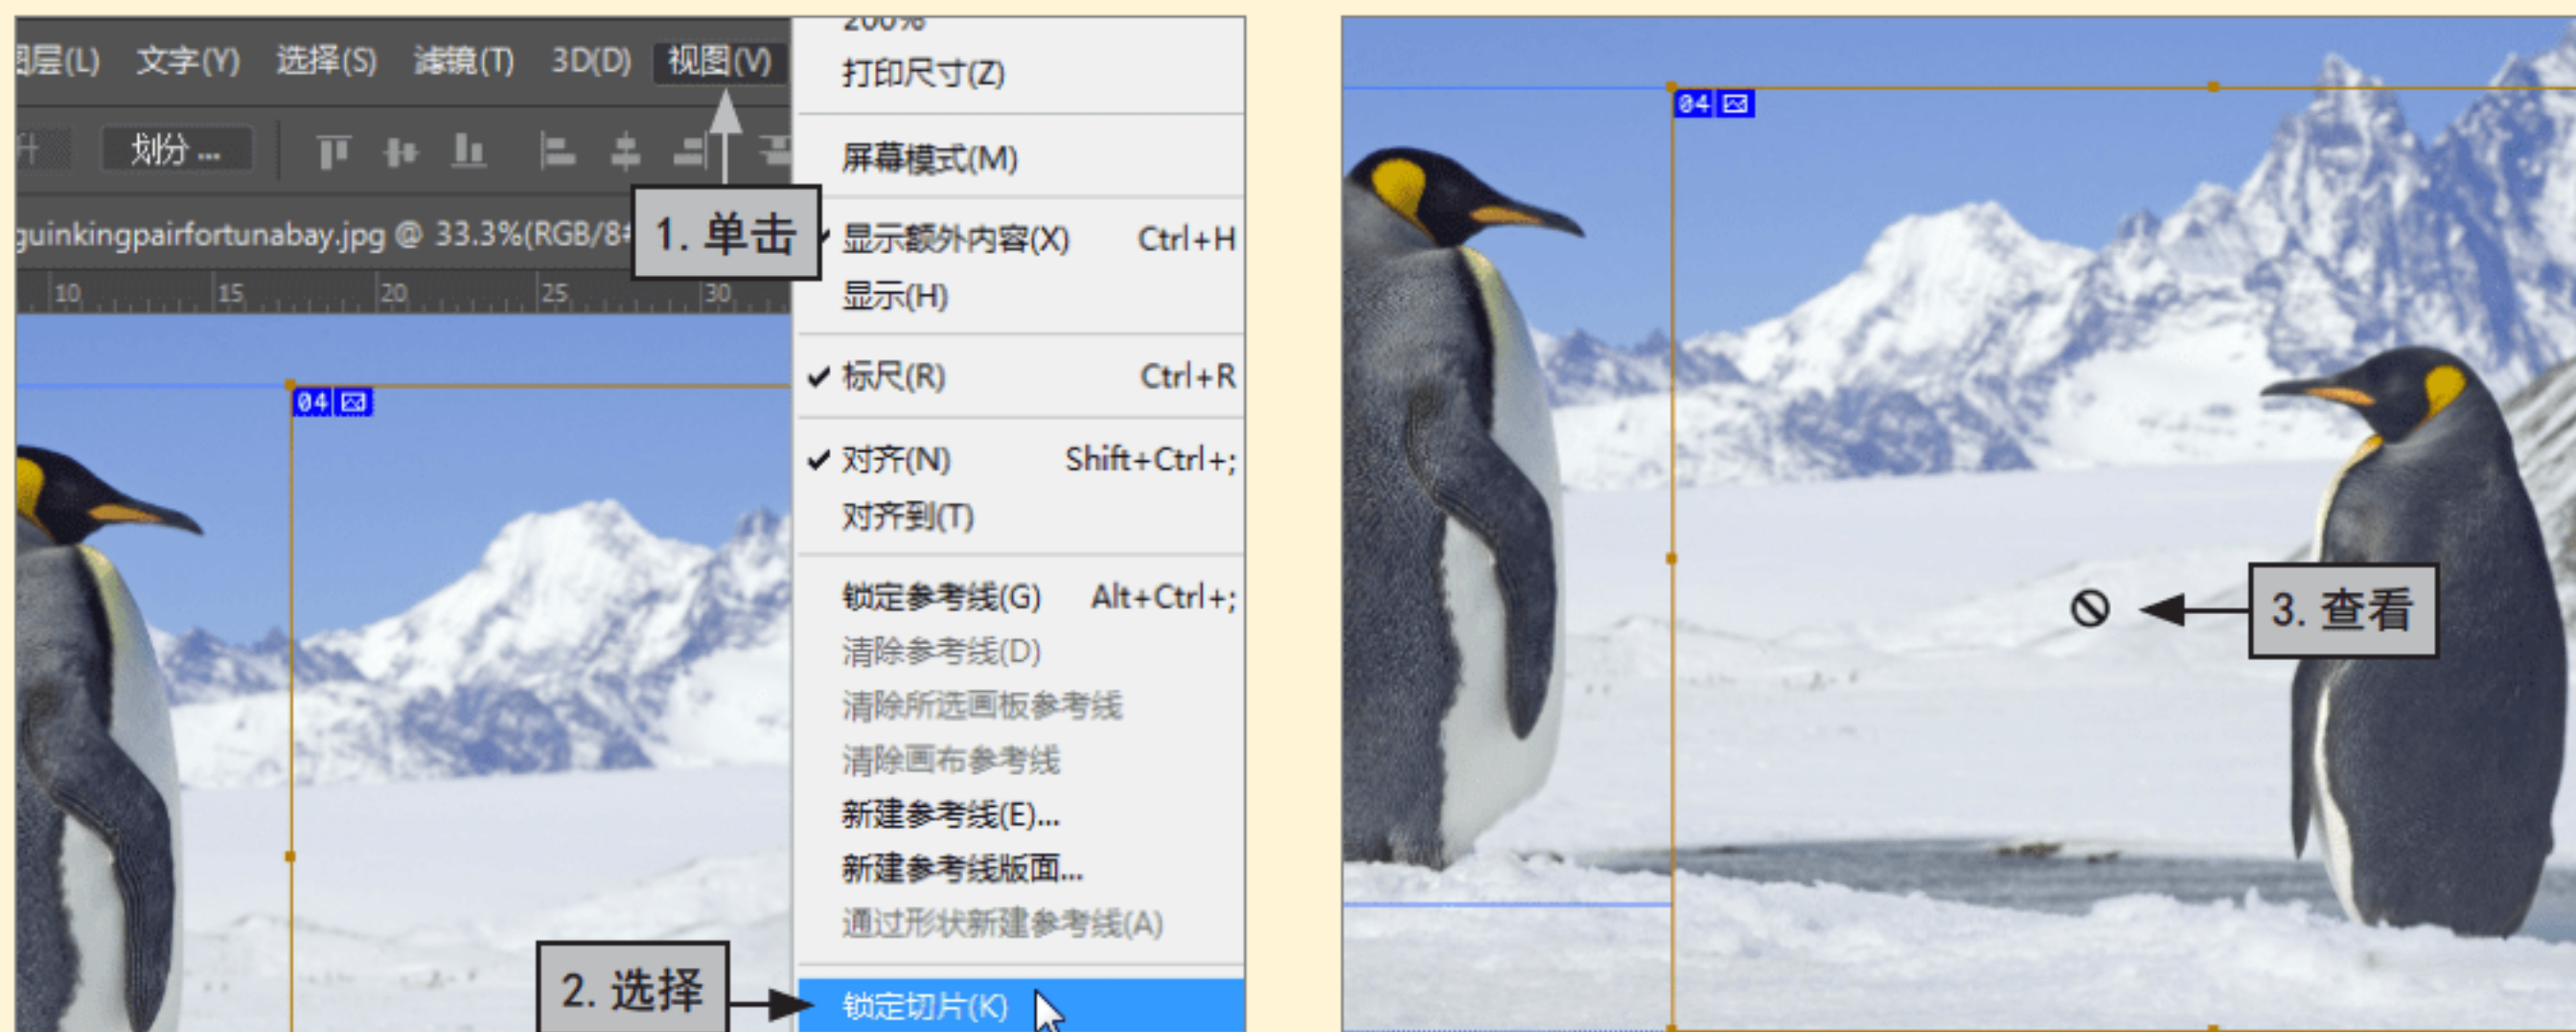 图层(L) 文字(Y) 选择(S) 滤镜(T) 3D(D) 视图(V)
划分...
guinkingpairfortunabay.jpg @ 33.3%(RGB/8#
10 15 20 25 30
04
1. 单击
2. 选择
200%
打印尺寸(Z)
屏幕模式(M)
显示额外内容(X) Ctrl+H
显示(H)
标尺(R) Ctrl+R
对齐(N) Shift+Ctrl+;
对齐到(T)
锁定参考线(G) Alt+Ctrl+;
清除参考线(D)
清除所选画板参考线
清除画布参考线
新建参考线(E)...
新建参考线版面...
通过形状新建参考线(A)
锁定切片(K)
04
3. 查看